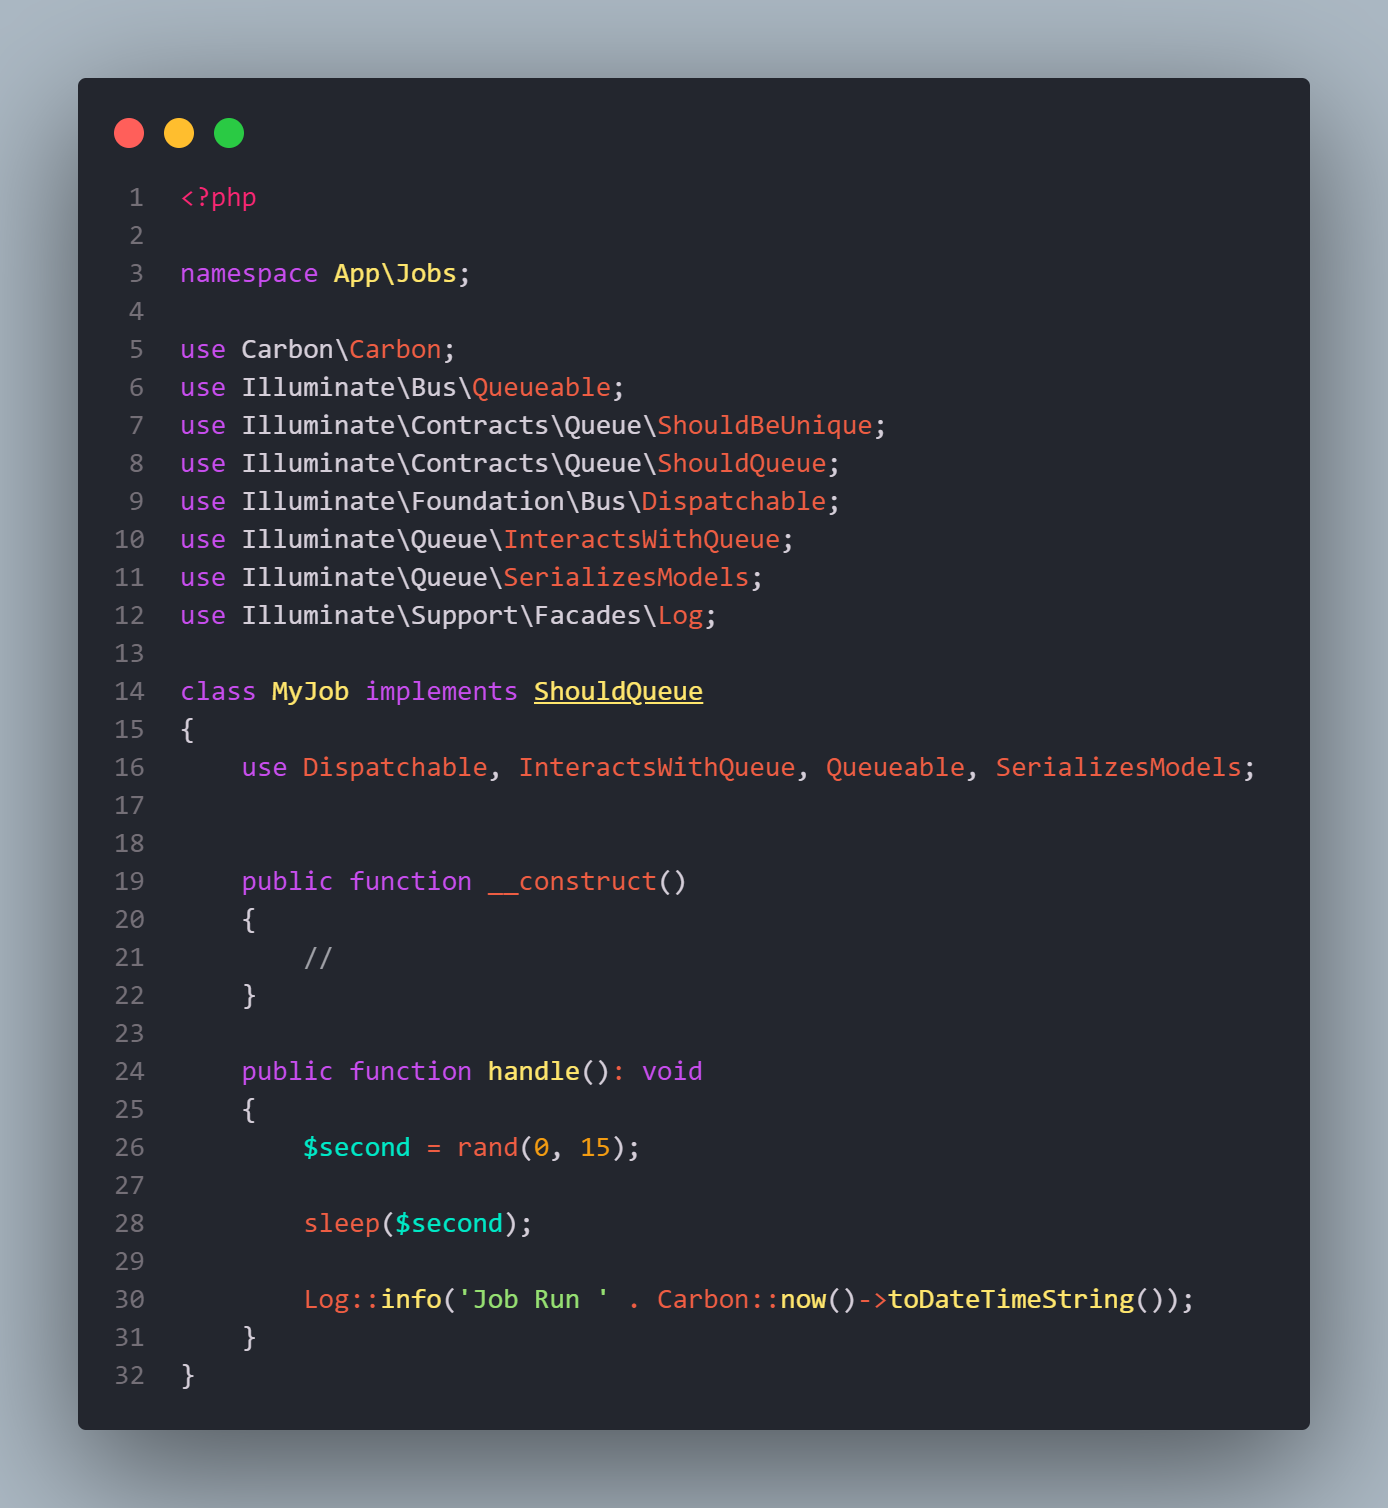 1 <?php
2
3 namespace App\Jobs;
4
5 use Carbon\Carbon;
6 use Illuminate\Bus\Queueable;
7 use Illuminate\Contracts\Queue\ShouldBeUnique;
8 use Illuminate\Contracts\Queue\ShouldQueue;
9 use Illuminate\Foundation\Bus\Dispatchable;
10 use Illuminate\Queue\InteractsWithQueue;
11 use Illuminate\Queue\SerializesModels;
12 use Illuminate\Support\Facades\Log;
13
14 class MyJob implements ShouldQueue
15 {
16     use Dispatchable, InteractsWithQueue, Queueable, SerializesModels;
17
18
19     public function __construct()
20     {
21         //
22     }
23
24     public function handle(): void
25     {
26         $second = rand(0, 15);
27
28         sleep($second);
29
30         Log::info('Job Run ' . Carbon::now()->toDateTimeString());
31     }
32 }